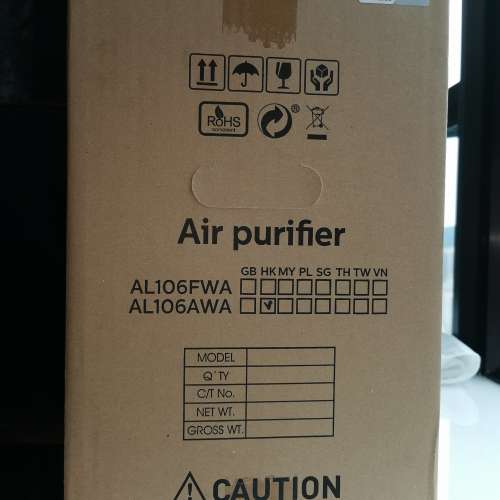 RoHS
compliant
®
Air purifier
GB HK MY PL SG TH TW VN
AL106FWA
AL106AWA
MODEL
Q'TY
C/T No.
NET WT.
GROSS WT.
CAUTION